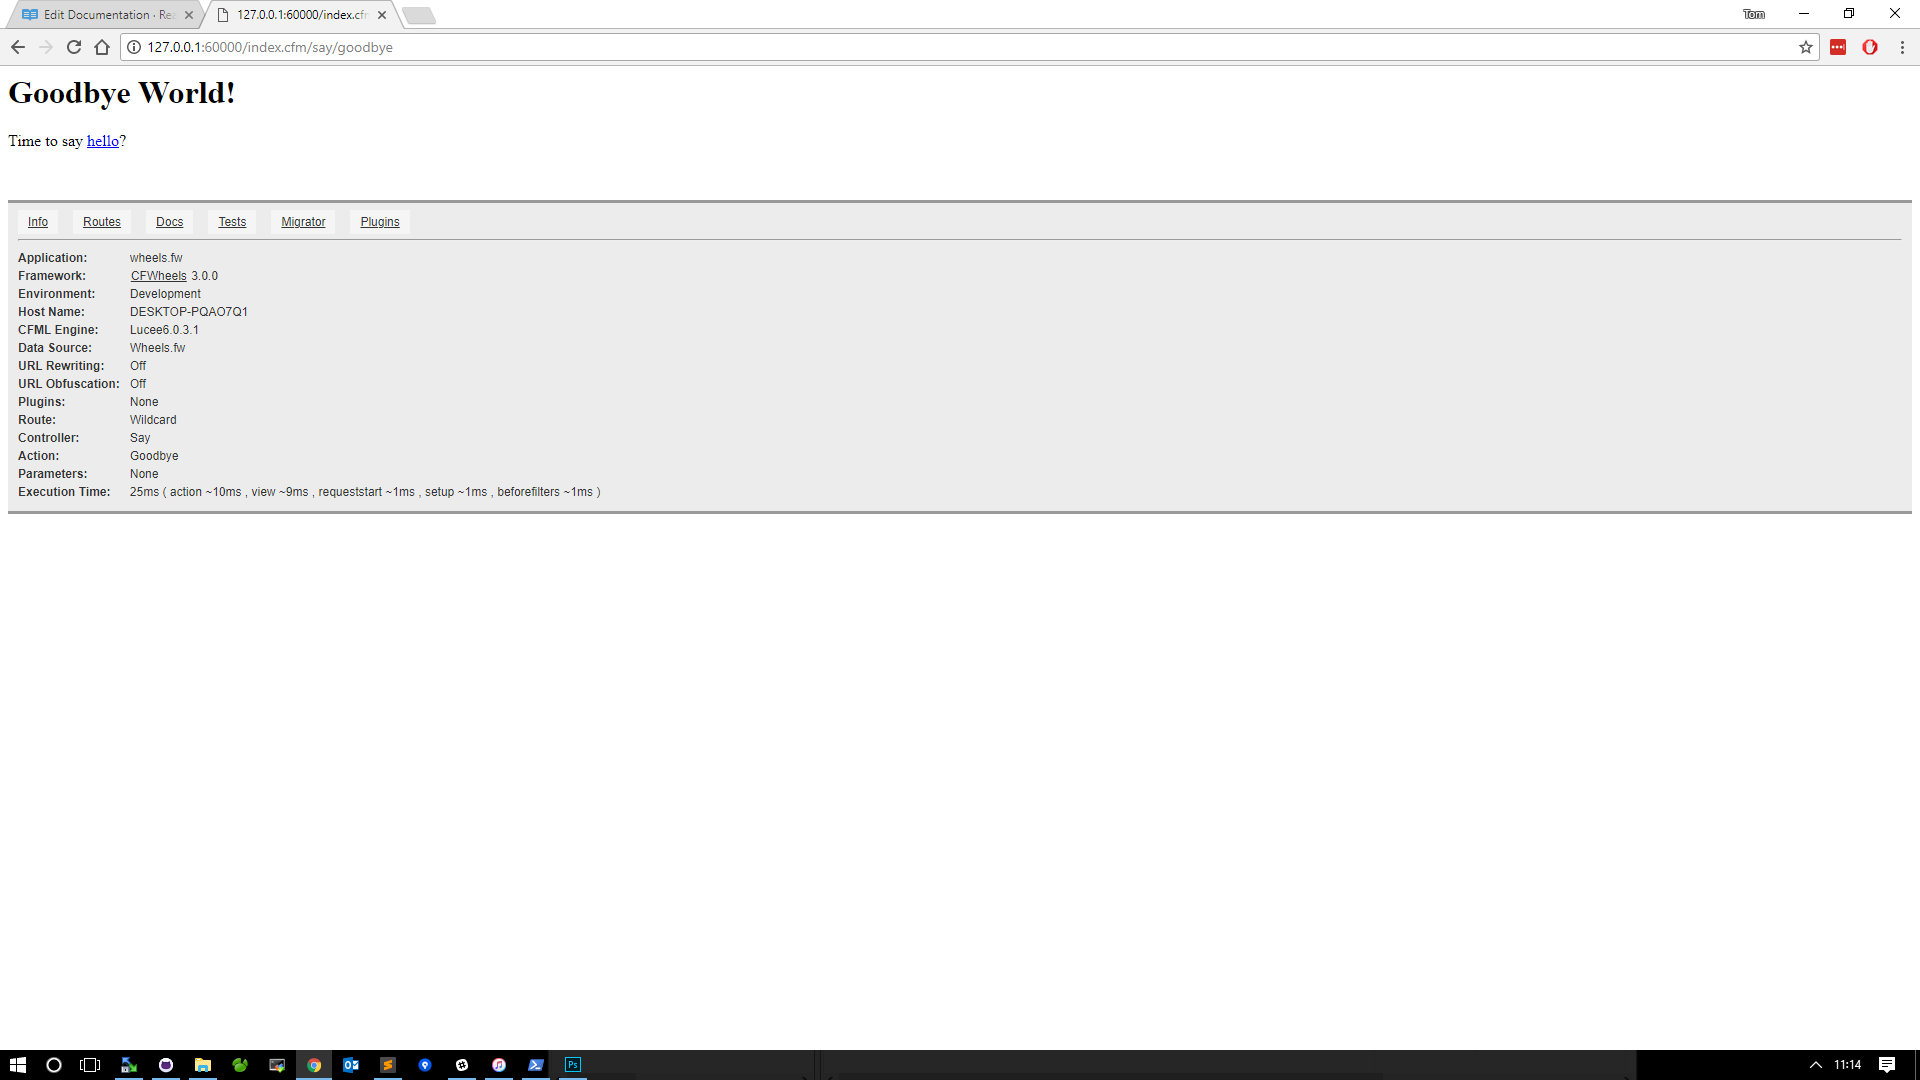 Edit Documentation · Rea
127.0.0.1:60000/index.cfm
Tom
127.0.0.1:60000/index.cfm/say/goodbye
Goodbye World!
Time to say hello?
Info Routes Docs Tests Migrator Plugins
Application: wheels.fw
Framework: CFWheels 3.0.0
Environment: Development
Host Name: DESKTOP-PQAO7Q1
CFML Engine: Lucee6.0.3.1
Data Source: Wheels.fw
URL Rewriting: Off
URL Obfuscation: Off
Plugins: None
Route: Wildcard
Controller: Say
Action: Goodbye
Parameters: None
Execution Time: 25ms ( action ~10ms , view ~9ms , requeststart ~1ms , setup ~1ms , beforefilters ~1ms )
Ps
11:14